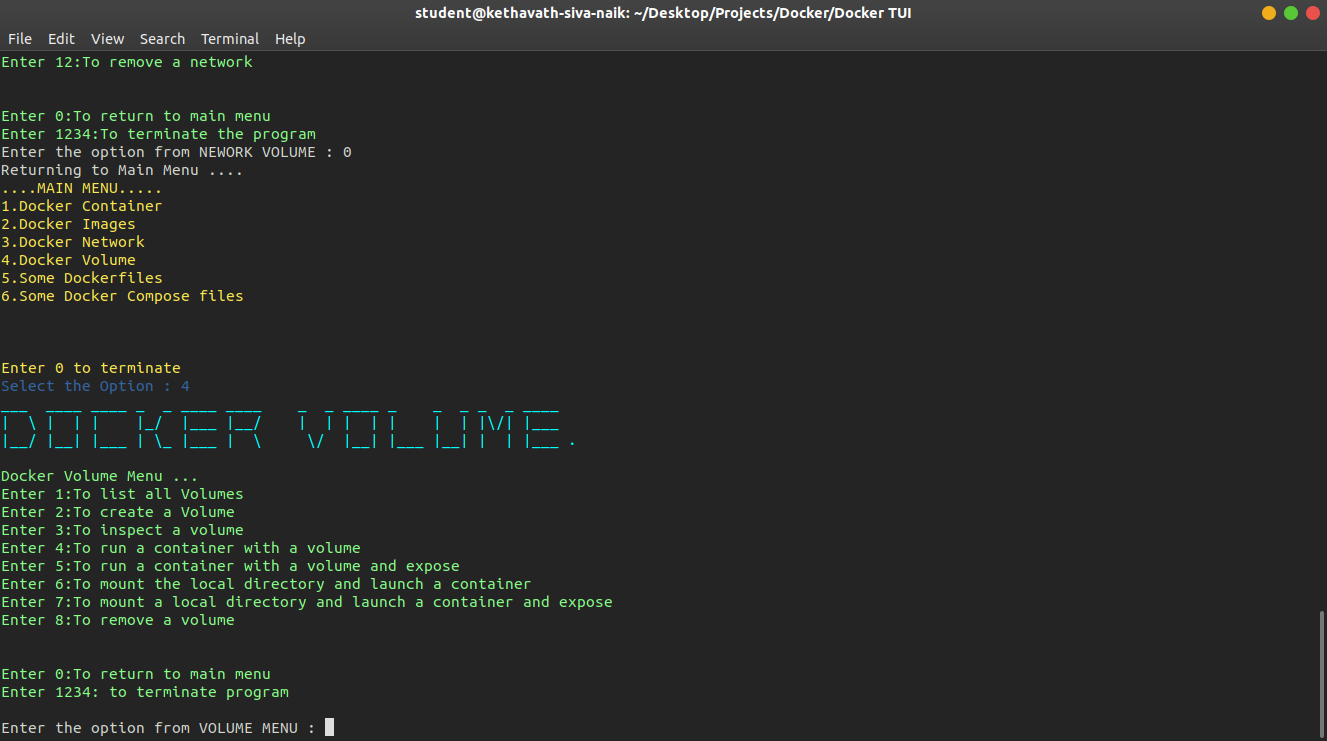 student@kethavath-siva-naik: ~/Desktop/Projects/Docker/Docker TUI
File Edit View Search Terminal Help
Enter 12:To remove a network
Enter 0:To return to main menu
Enter 1234:To terminate the program
Enter the option from NEWORK VOLUME : 0
Returning to Main Menu ....
....MAIN MENU.....
1.Docker Container
2.Docker Images
3.Docker Network
4.Docker Volume
5.Some Dockerfiles
6.Some Docker Compose files
Enter 0 to terminate
Select the Option : 4
DOCKER VOLUME .
Docker Volume Menu ...
Enter 1:To list all Volumes
Enter 2:To create a Volume
Enter 3:To inspect a volume
Enter 4:To run a container with a volume
Enter 5:To run a container with a volume and expose
Enter 6:To mount the local directory and launch a container
Enter 7:To mount a local directory and launch a container and expose
Enter 8:To remove a volume
Enter 0:To return to main menu
Enter 1234: to terminate program
Enter the option from VOLUME MENU :